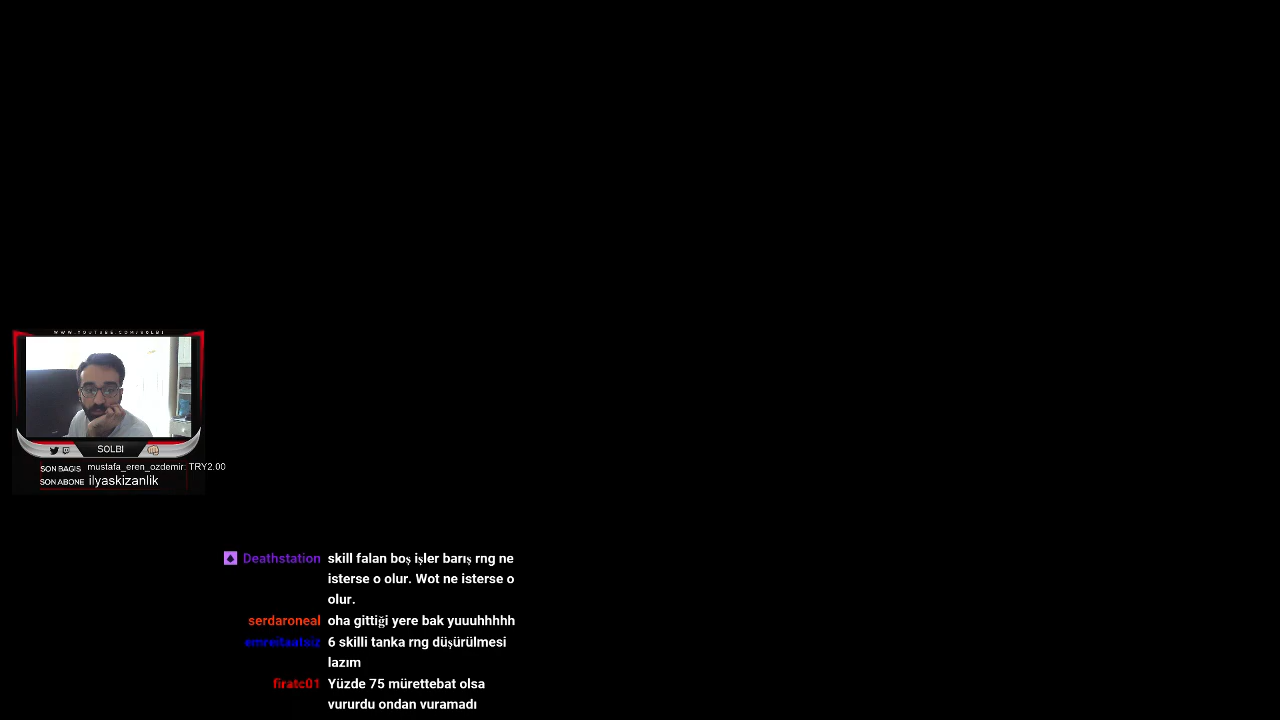 WWW.YOUTUBE.COM/SOLBI
SOLBI
SON BAGIS mustafa_eren_ozdemir: TRY2.00
SON ABONE ilyaskizanlik
Deathstation skill falan boş işler barış rng ne
isterse o olur. Wot ne isterse o
olur.
serdaroneal oha gittiği yere bak yuuuhhhhh
6 skilli tanka rng düşürülmesi
lazım
firatc01 Yüzde 75 mürettebat olsa
vururdu ondan vuramadı